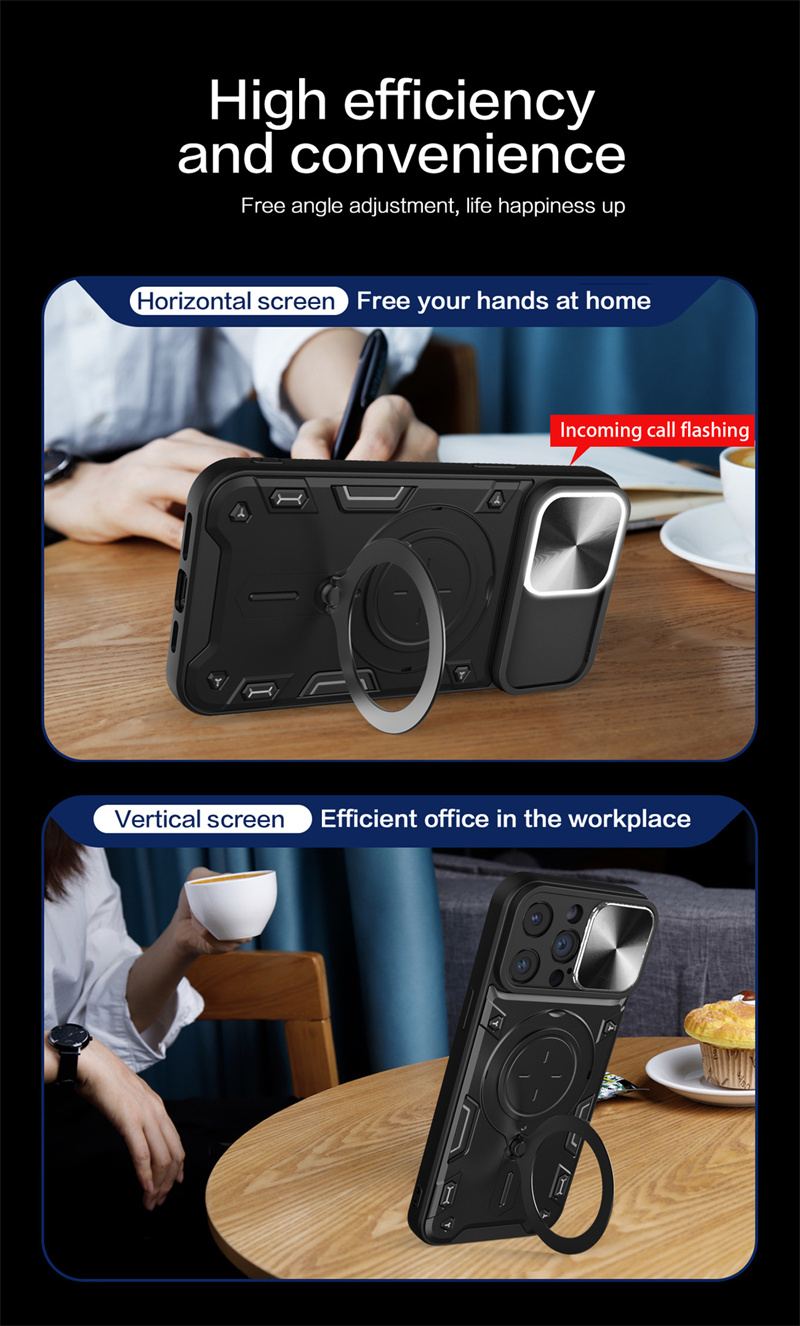 High efficiency
and convenience
Free angle adjustment, life happiness up
Horizontal screen Free your hands at home
Incoming call flashing
Vertical screen Efficient office in the workplace